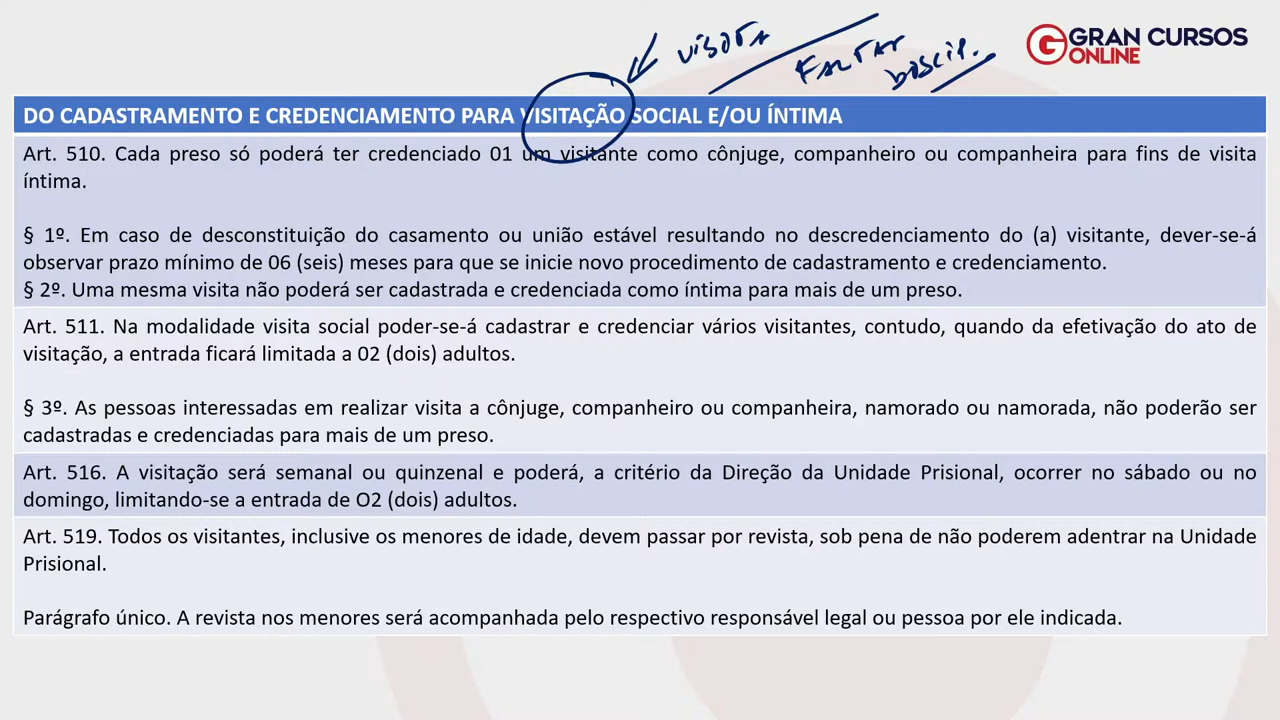 VISITA
FALTAS
DISCIP.
GRAN CURSOS
ONLINE
DO CADASTRAMENTO E CREDENCIAMENTO PARA VISITAÇÃO SOCIAL E/OU ÍNTIMA
Art. 510. Cada preso só poderá ter credenciado 01 um visitante como cônjuge, companheiro ou companheira para fins de visita
íntima.
§ 1º. Em caso de desconstituição do casamento ou união estável resultando no descredenciamento do (a) visitante, dever-se-á
observar prazo mínimo de 06 (seis) meses para que se inicie novo procedimento de cadastramento e credenciamento.
§ 2º. Uma mesma visita não poderá ser cadastrada e credenciada como íntima para mais de um preso.
Art. 511. Na modalidade visita social poder-se-á cadastrar e credenciar vários visitantes, contudo, quando da efetivação do ato de
visitação, a entrada ficará limitada a 02 (dois) adultos.
§ 3º. As pessoas interessadas em realizar visita a cônjuge, companheiro ou companheira, namorado ou namorada, não poderão ser
cadastradas e credenciadas para mais de um preso.
Art. 516. A visitação será semanal ou quinzenal e poderá, a critério da Direção da Unidade Prisional, ocorrer no sábado ou no
domingo, limitando-se a entrada de O2 (dois) adultos.
Art. 519. Todos os visitantes, inclusive os menores de idade, devem passar por revista, sob pena de não poderem adentrar na Unidade
Prisional.
Parágrafo único. A revista nos menores será acompanhada pelo respectivo responsável legal ou pessoa por ele indicada.